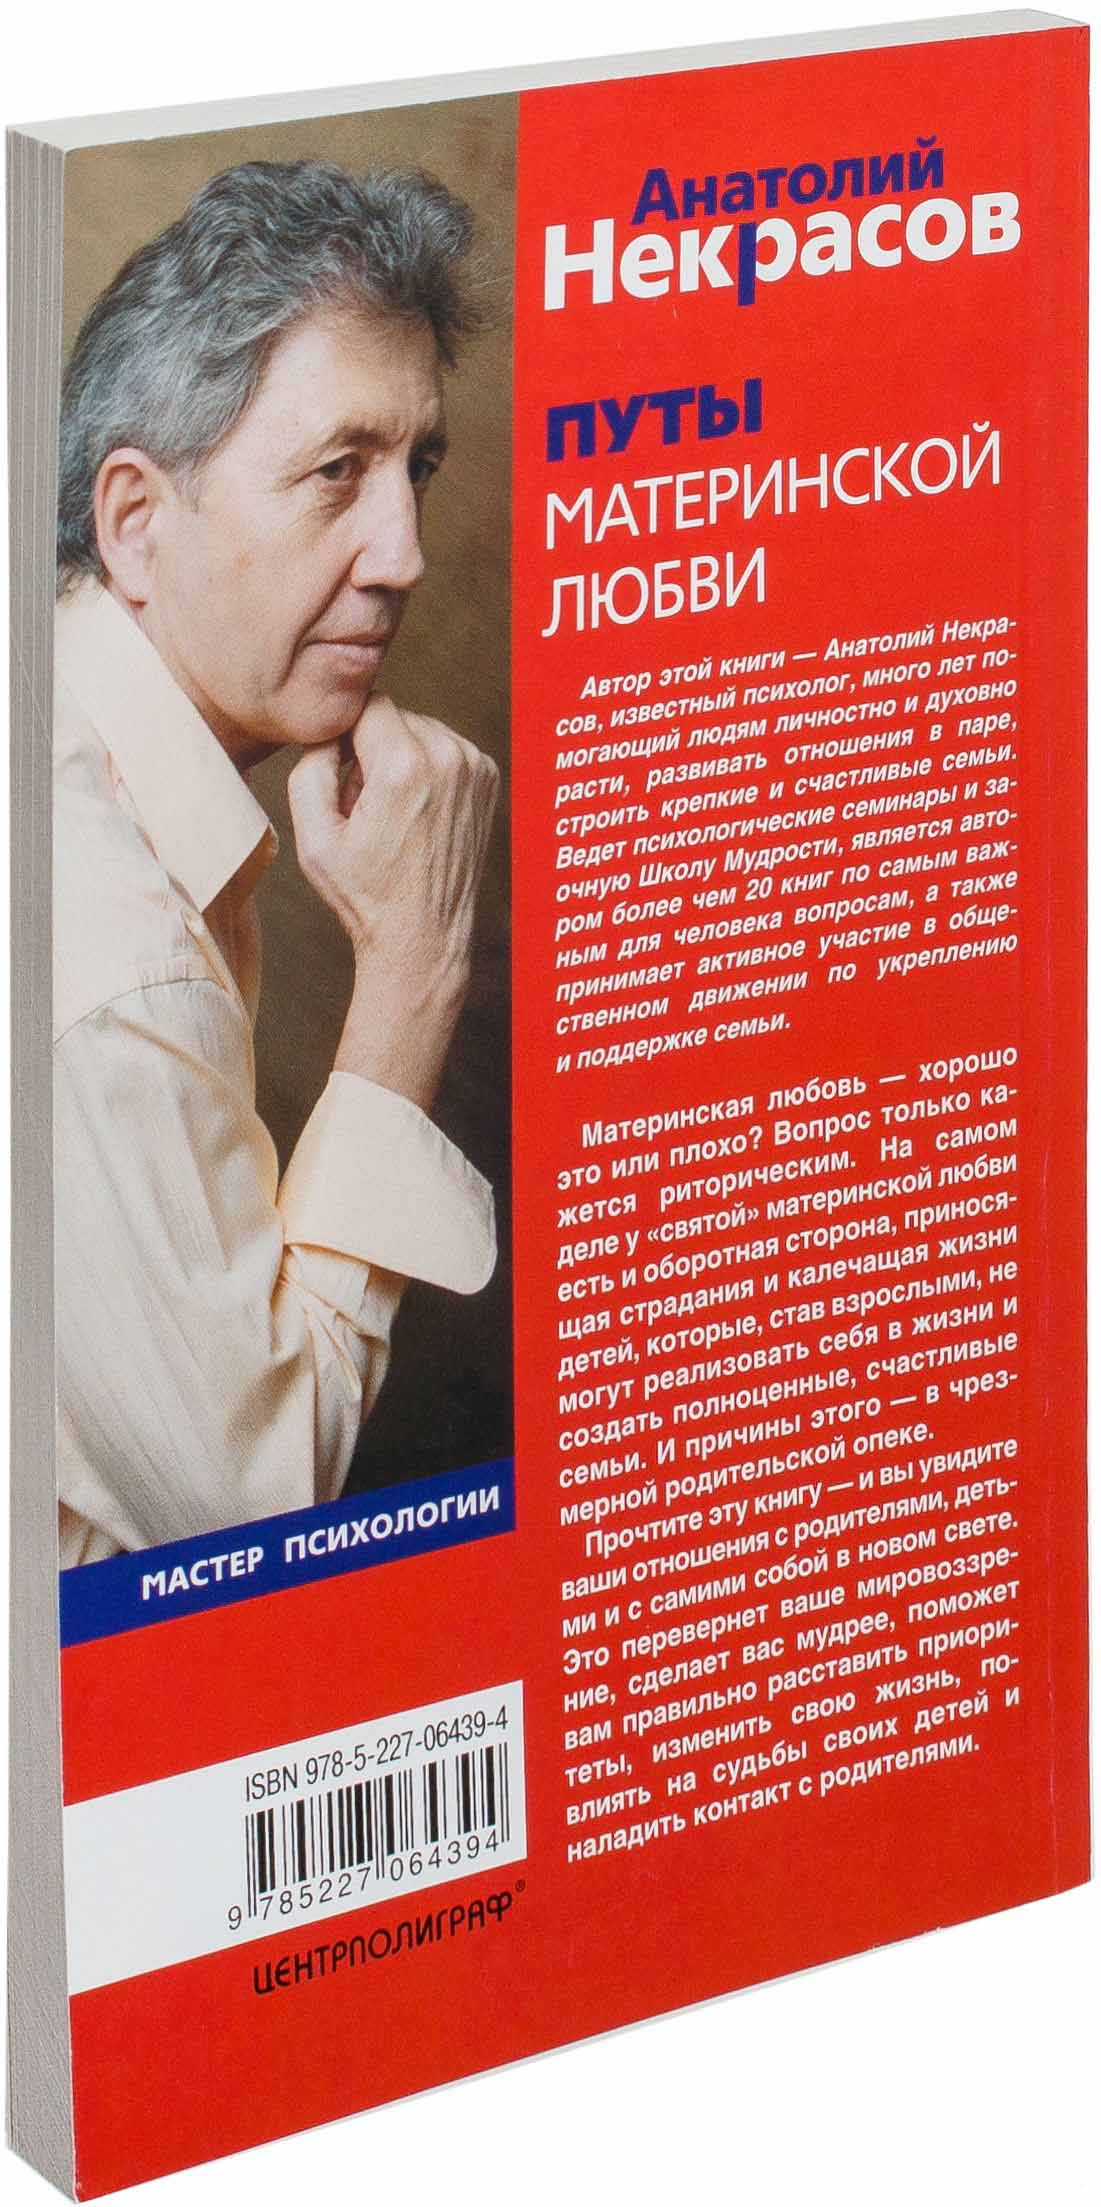 Анатолий
Некрасов
ПУТЫ
МАТЕРИНСКОЙ
ЛЮБВИ
Автор этой книги — Анатолий Некра-
сов, известный психолог, много лет по-
могающий людям личностно и духовно
расти, развивать отношения в паре,
строить крепкие и счастливые семьи.
Ведет психологические семинары и за-
очную Школу Мудрости, является авто-
ром более чем 20 книг по самым важ-
ным для человека вопросам, а также
принимает активное участие в обще-
ственном движении по укреплению
и поддержке семьи.
Материнская любовь — хорошо
это или плохо? Вопрос только ка-
жется риторическим. На самом
деле у «святой» материнской любви
есть и оборотная сторона, принося-
щая страдания и калечащая жизни
детей, которые, став взрослыми, не
могут реализовать себя в жизни и
создать полноценные, счастливые
семьи. И причины этого — в чрез-
мерной родительской опеке.
Прочтите эту книгу — и вы увидите
ваши отношения с родителями, деть-
ми и с самими собой в новом свете.
Это перевернет ваше мировоззре-
ние, сделает вас мудрее, поможет
вам правильно расставить приори-
теты, изменить свою жизнь, по-
влиять на судьбы своих детей и
наладить контакт с родителями.
МАСТЕР ПСИХОЛОГИИ
ISBN 978-5-227-06439-4
9 785227 064394
ЦЕНТРПОЛИГРАФ®